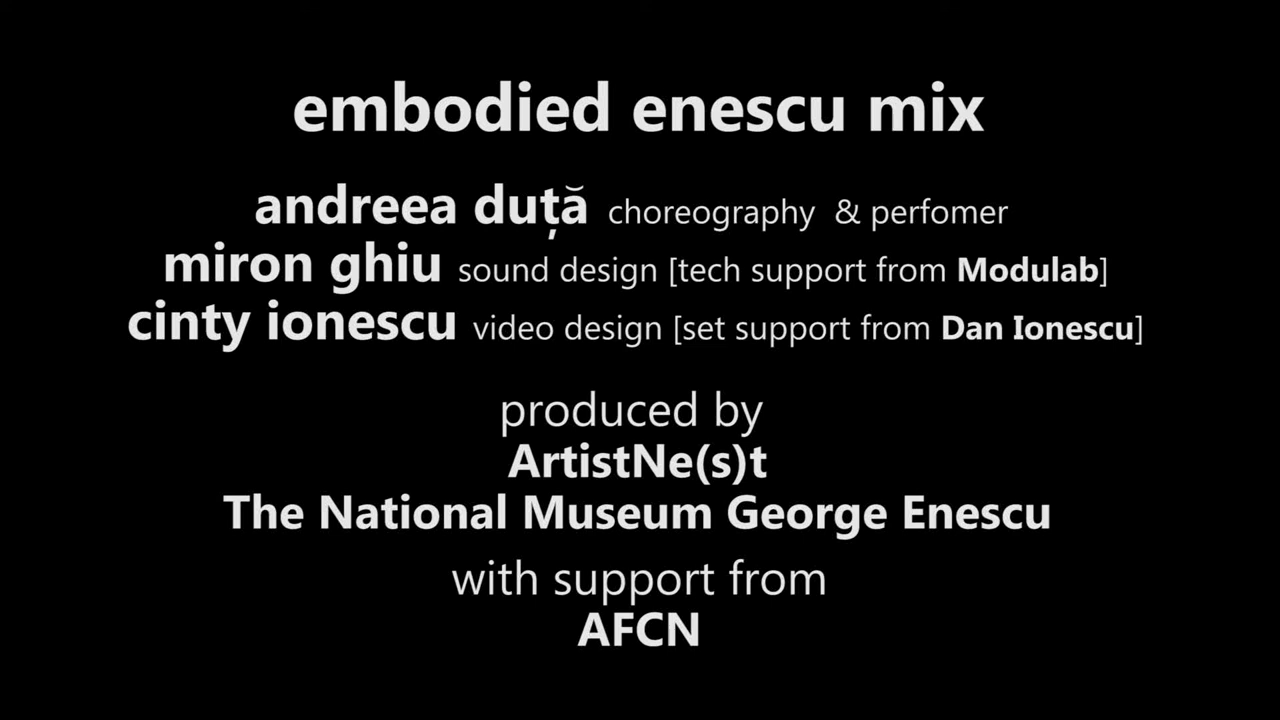 embodied enescu mix
andreea duță choreography & perfomer
miron ghiu sound design [tech support from Modulab]
cinty ionescu video design [set support from Dan Ionescu]
produced by
ArtistNe(s)t
The National Museum George Enescu
with support from
AFCN